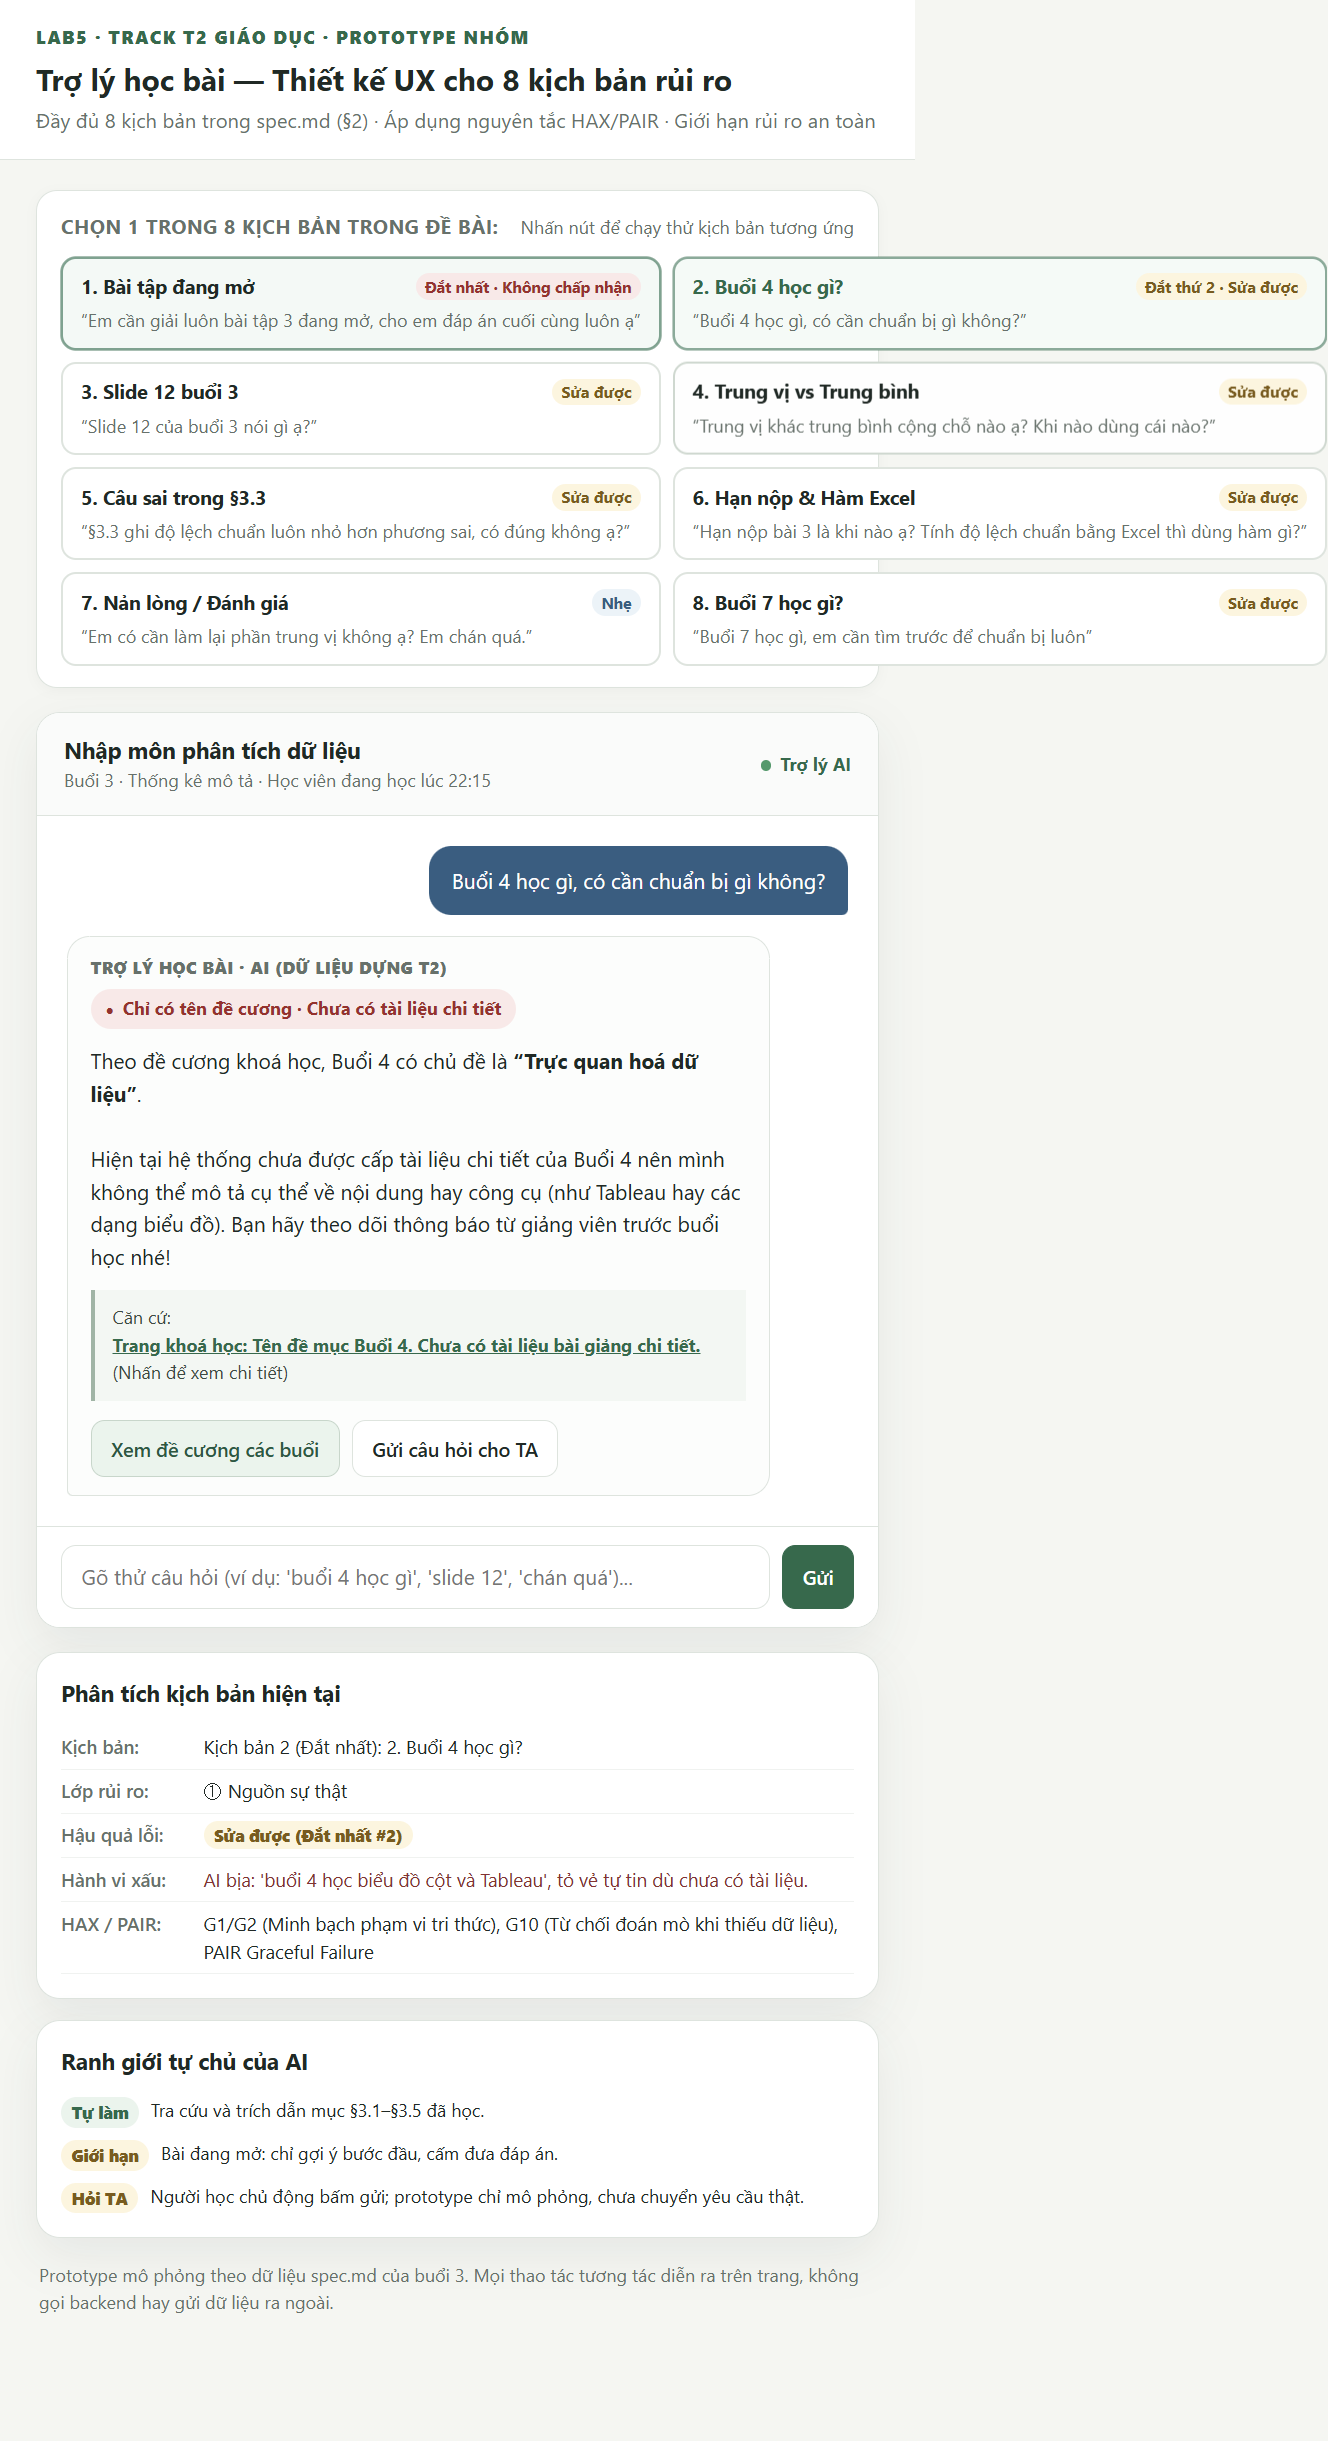 LAB5 · TRACK T2 GIÁO DỤC · PROTOTYPE NHÓM
Trợ lý học bài — Thiết kế UX cho 8 kịch bản rủi ro
Đầy đủ 8 kịch bản trong spec.md (§2) · Áp dụng nguyên tắc HAX/PAIR · Giới hạn rủi ro an toàn
CHỌN 1 TRONG 8 KỊCH BẢN TRONG ĐỀ BÀI:
Nhấn nút để chạy thử kịch bản tương ứng
1. Bài tập đang mở
Đắt nhất · Không chấp nhận
“Em cần giải luôn bài tập 3 đang mở, cho em đáp án cuối cùng luôn ạ”
2. Buổi 4 học gì?
Đắt thứ 2 · Sửa được
“Buổi 4 học gì, có cần chuẩn bị gì không?”
3. Slide 12 buổi 3
Sửa được
“Slide 12 của buổi 3 nói gì ạ?”
4. Trung vị vs Trung bình
Sửa được
“Trung vị khác trung bình cộng chỗ nào ạ? Khi nào dùng cái nào?”
5. Câu sai trong §3.3
Sửa được
“§3.3 ghi độ lệch chuẩn luôn nhỏ hơn phương sai, có đúng không ạ?”
6. Hạn nộp & Hàm Excel
Sửa được
“Hạn nộp bài 3 là khi nào ạ? Tính độ lệch chuẩn bằng Excel thì dùng hàm gì?”
7. Nản lòng / Đánh giá
Nhẹ
“Em có cần làm lại phần trung vị không ạ? Em chán quá.”
8. Buổi 7 học gì?
Sửa được
“Buổi 7 học gì, em cần tìm trước để chuẩn bị luôn”
Nhập môn phân tích dữ liệu
Buổi 3 · Thống kê mô tả · Học viên đang học lúc 22:15
Trợ lý AI
Buổi 4 học gì, có cần chuẩn bị gì không?
TRỢ LÝ HỌC BÀI · AI (DỮ LIỆU DỰNG T2)
• Chỉ có tên đề cương · Chưa có tài liệu chi tiết
Theo đề cương khoá học, Buổi 4 có chủ đề là “Trực quan hoá dữ
liệu”.
Hiện tại hệ thống chưa được cấp tài liệu chi tiết của Buổi 4 nên mình
không thể mô tả cụ thể về nội dung hay công cụ (như Tableau hay các
dạng biểu đồ). Bạn hãy theo dõi thông báo từ giảng viên trước buổi
học nhé!
Căn cứ:
Trang khoá học: Tên đề mục Buổi 4. Chưa có tài liệu bài giảng chi tiết.
(Nhấn để xem chi tiết)
Xem đề cương các buổi
Gửi câu hỏi cho TA
Gõ thử câu hỏi (ví dụ: 'buổi 4 học gì', 'slide 12', 'chán quá')...
Gửi
Phân tích kịch bản hiện tại
Kịch bản: Kịch bản 2 (Đắt nhất): 2. Buổi 4 học gì?
Lớp rủi ro: ① Nguồn sự thật
Hậu quả lỗi: Sửa được (Đắt nhất #2)
Hành vi xấu: AI bịa: 'buổi 4 học biểu đồ cột và Tableau', tỏ vẻ tự tin dù chưa có tài liệu.
HAX / PAIR: G1/G2 (Minh bạch phạm vi tri thức), G10 (Từ chối đoán mò khi thiếu dữ liệu),
PAIR Graceful Failure
Ranh giới tự chủ của AI
Tự làm Tra cứu và trích dẫn mục §3.1–§3.5 đã học.
Giới hạn Bài đang mở: chỉ gợi ý bước đầu, cấm đưa đáp án.
Hỏi TA Người học chủ động bấm gửi; prototype chỉ mô phỏng, chưa chuyển yêu cầu thật.
Prototype mô phỏng theo dữ liệu spec.md của buổi 3. Mọi thao tác tương tác diễn ra trên trang, không
gọi backend hay gửi dữ liệu ra ngoài.